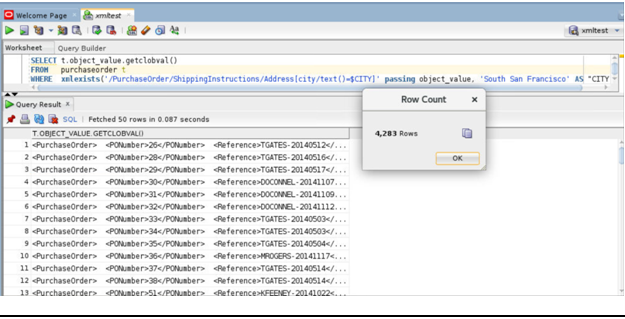 Welcome Page × xmltest ×
xmltest
Worksheet Query Builder
SELECT t.object_value.getclobval()
FROM purchaseorder t
WHERE xmlexists('/PurchaseOrder/ShippingInstructions/Address[city/text()=$CITY]' passing object_value, 'South San Francisco' AS "CITY
Query Result ×
SQL | Fetched 50 rows in 0.087 seconds
T.OBJECT_VALUE.GETCLOBVAL()
1 <PurchaseOrder> <PONumber>26</PONumber> <Reference>TGATES-20140512</...
2 <PurchaseOrder> <PONumber>28</PONumber> <Reference>TGATES-20140516</...
3 <PurchaseOrder> <PONumber>29</PONumber> <Reference>TGATES-20140517</...
4 <PurchaseOrder> <PONumber>30</PONumber> <Reference>DOCONNEL-20141107...
5 <PurchaseOrder> <PONumber>31</PONumber> <Reference>DOCONNEL-20141109...
6 <PurchaseOrder> <PONumber>32</PONumber> <Reference>DOCONNEL-20141112...
7 <PurchaseOrder> <PONumber>33</PONumber> <Reference>TGATES-20140503</...
8 <PurchaseOrder> <PONumber>34</PONumber> <Reference>TGATES-20140503</...
9 <PurchaseOrder> <PONumber>35</PONumber> <Reference>TGATES-20140504</...
10 <PurchaseOrder> <PONumber>36</PONumber> <Reference>MROGERS-20141117<...
11 <PurchaseOrder> <PONumber>37</PONumber> <Reference>TGATES-20140514</...
12 <PurchaseOrder> <PONumber>38</PONumber> <Reference>TGATES-20140514</...
13 <PurchaseOrder> <PONumber>51</PONumber> <Reference>KFEENEY-20141022<...
Row Count ×
4,283 Rows
OK